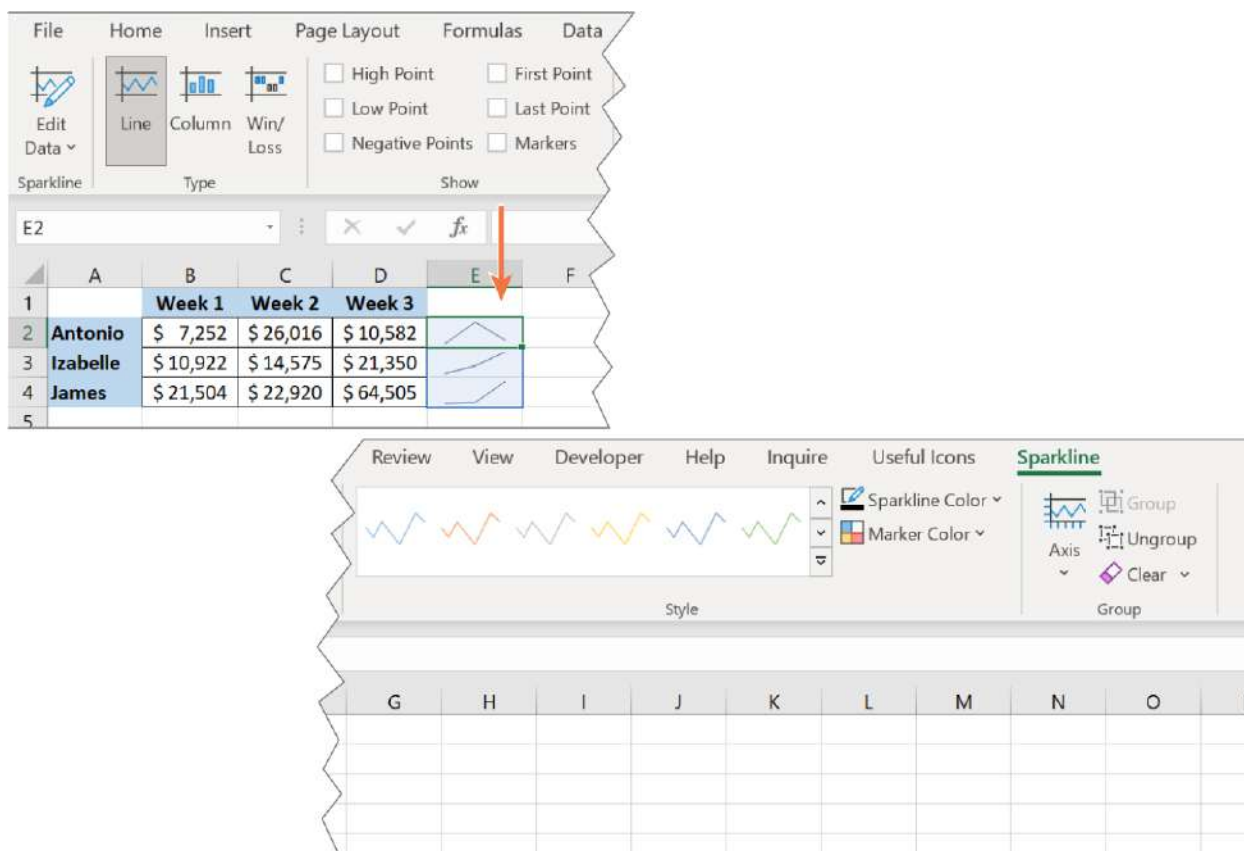 File Home Insert Page Layout Formulas Data
High Point First Point
Low Point Last Point
Negative Points Markers
Edit Data
Line Column Win/ Loss
Sparkline Type Show
E2 fx
A B C D E F
1 Week 1 Week 2 Week 3
2 Antonio $ 7,252 $ 26,016 $ 10,582
3 Izabelle $ 10,922 $ 14,575 $ 21,350
4 James $ 21,504 $ 22,920 $ 64,505
5
Review View Developer Help Inquire Useful Icons Sparkline
Sparkline Color Group
Marker Color Axis Ungroup
Clear
Style Group
G H I J K L M N O